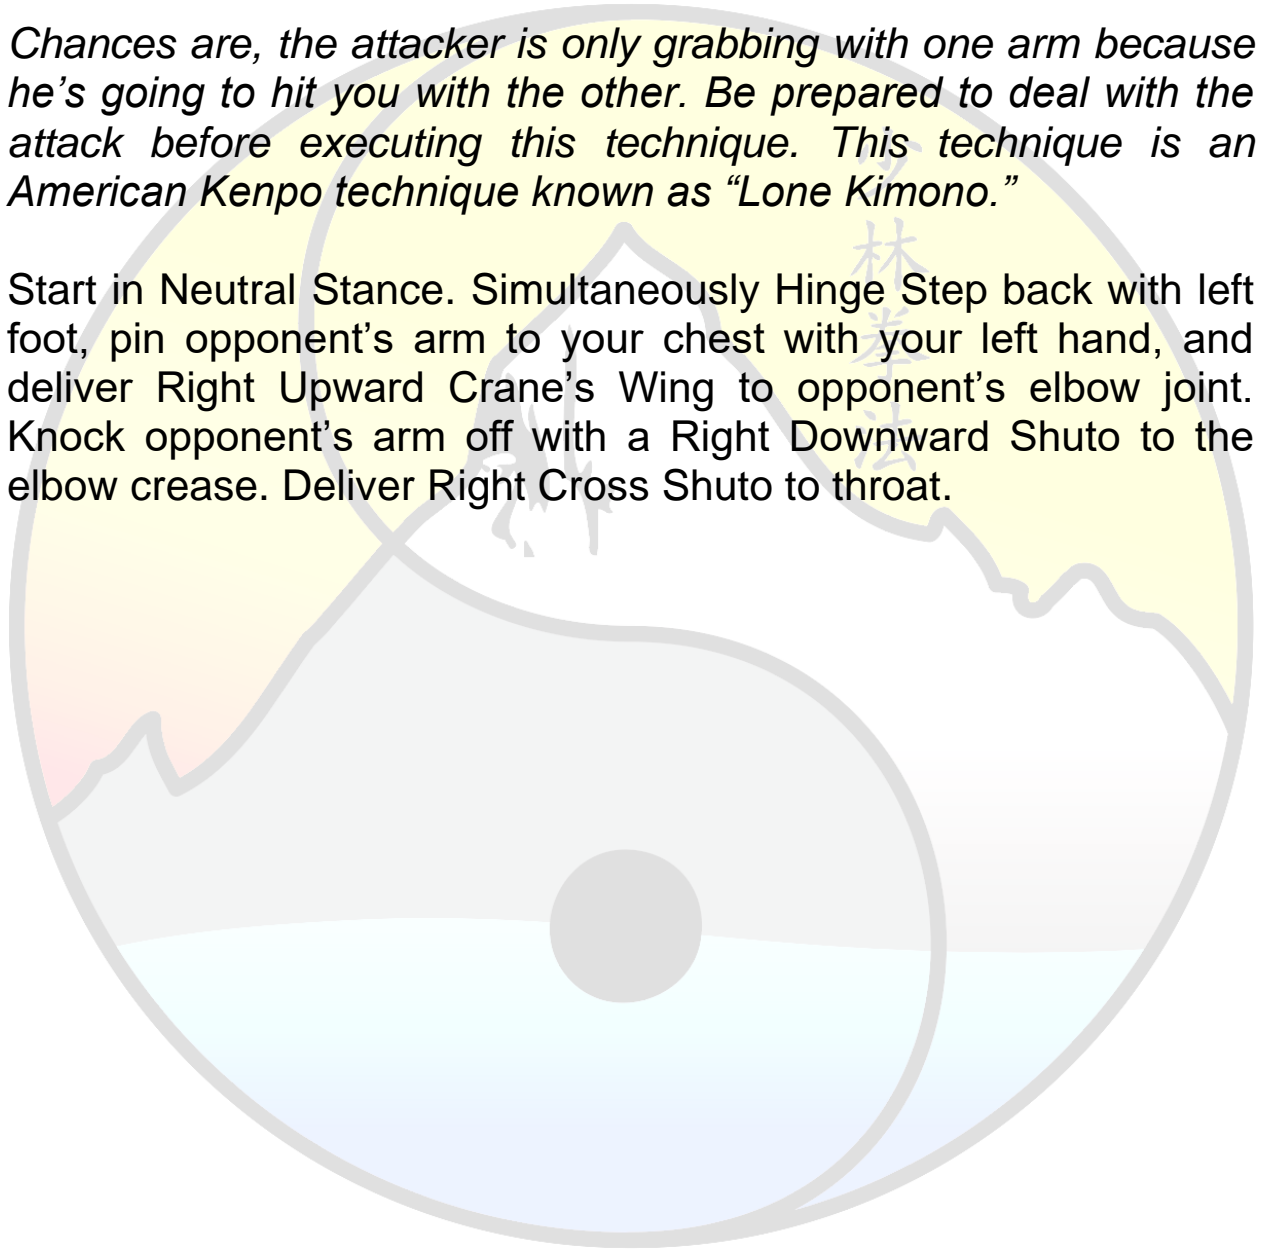 Chances are, the attacker is only grabbing with one arm because
he’s going to hit you with the other. Be prepared to deal with the
attack before executing this technique. This technique is an
American Kenpo technique known as “Lone Kimono.”
Start in Neutral Stance. Simultaneously Hinge Step back with left
foot, pin opponent’s arm to your chest with your left hand, and
deliver Right Upward Crane’s Wing to opponent’s elbow joint.
Knock opponent’s arm off with a Right Downward Shuto to the
elbow crease. Deliver Right Cross Shuto to throat.
少林拳法